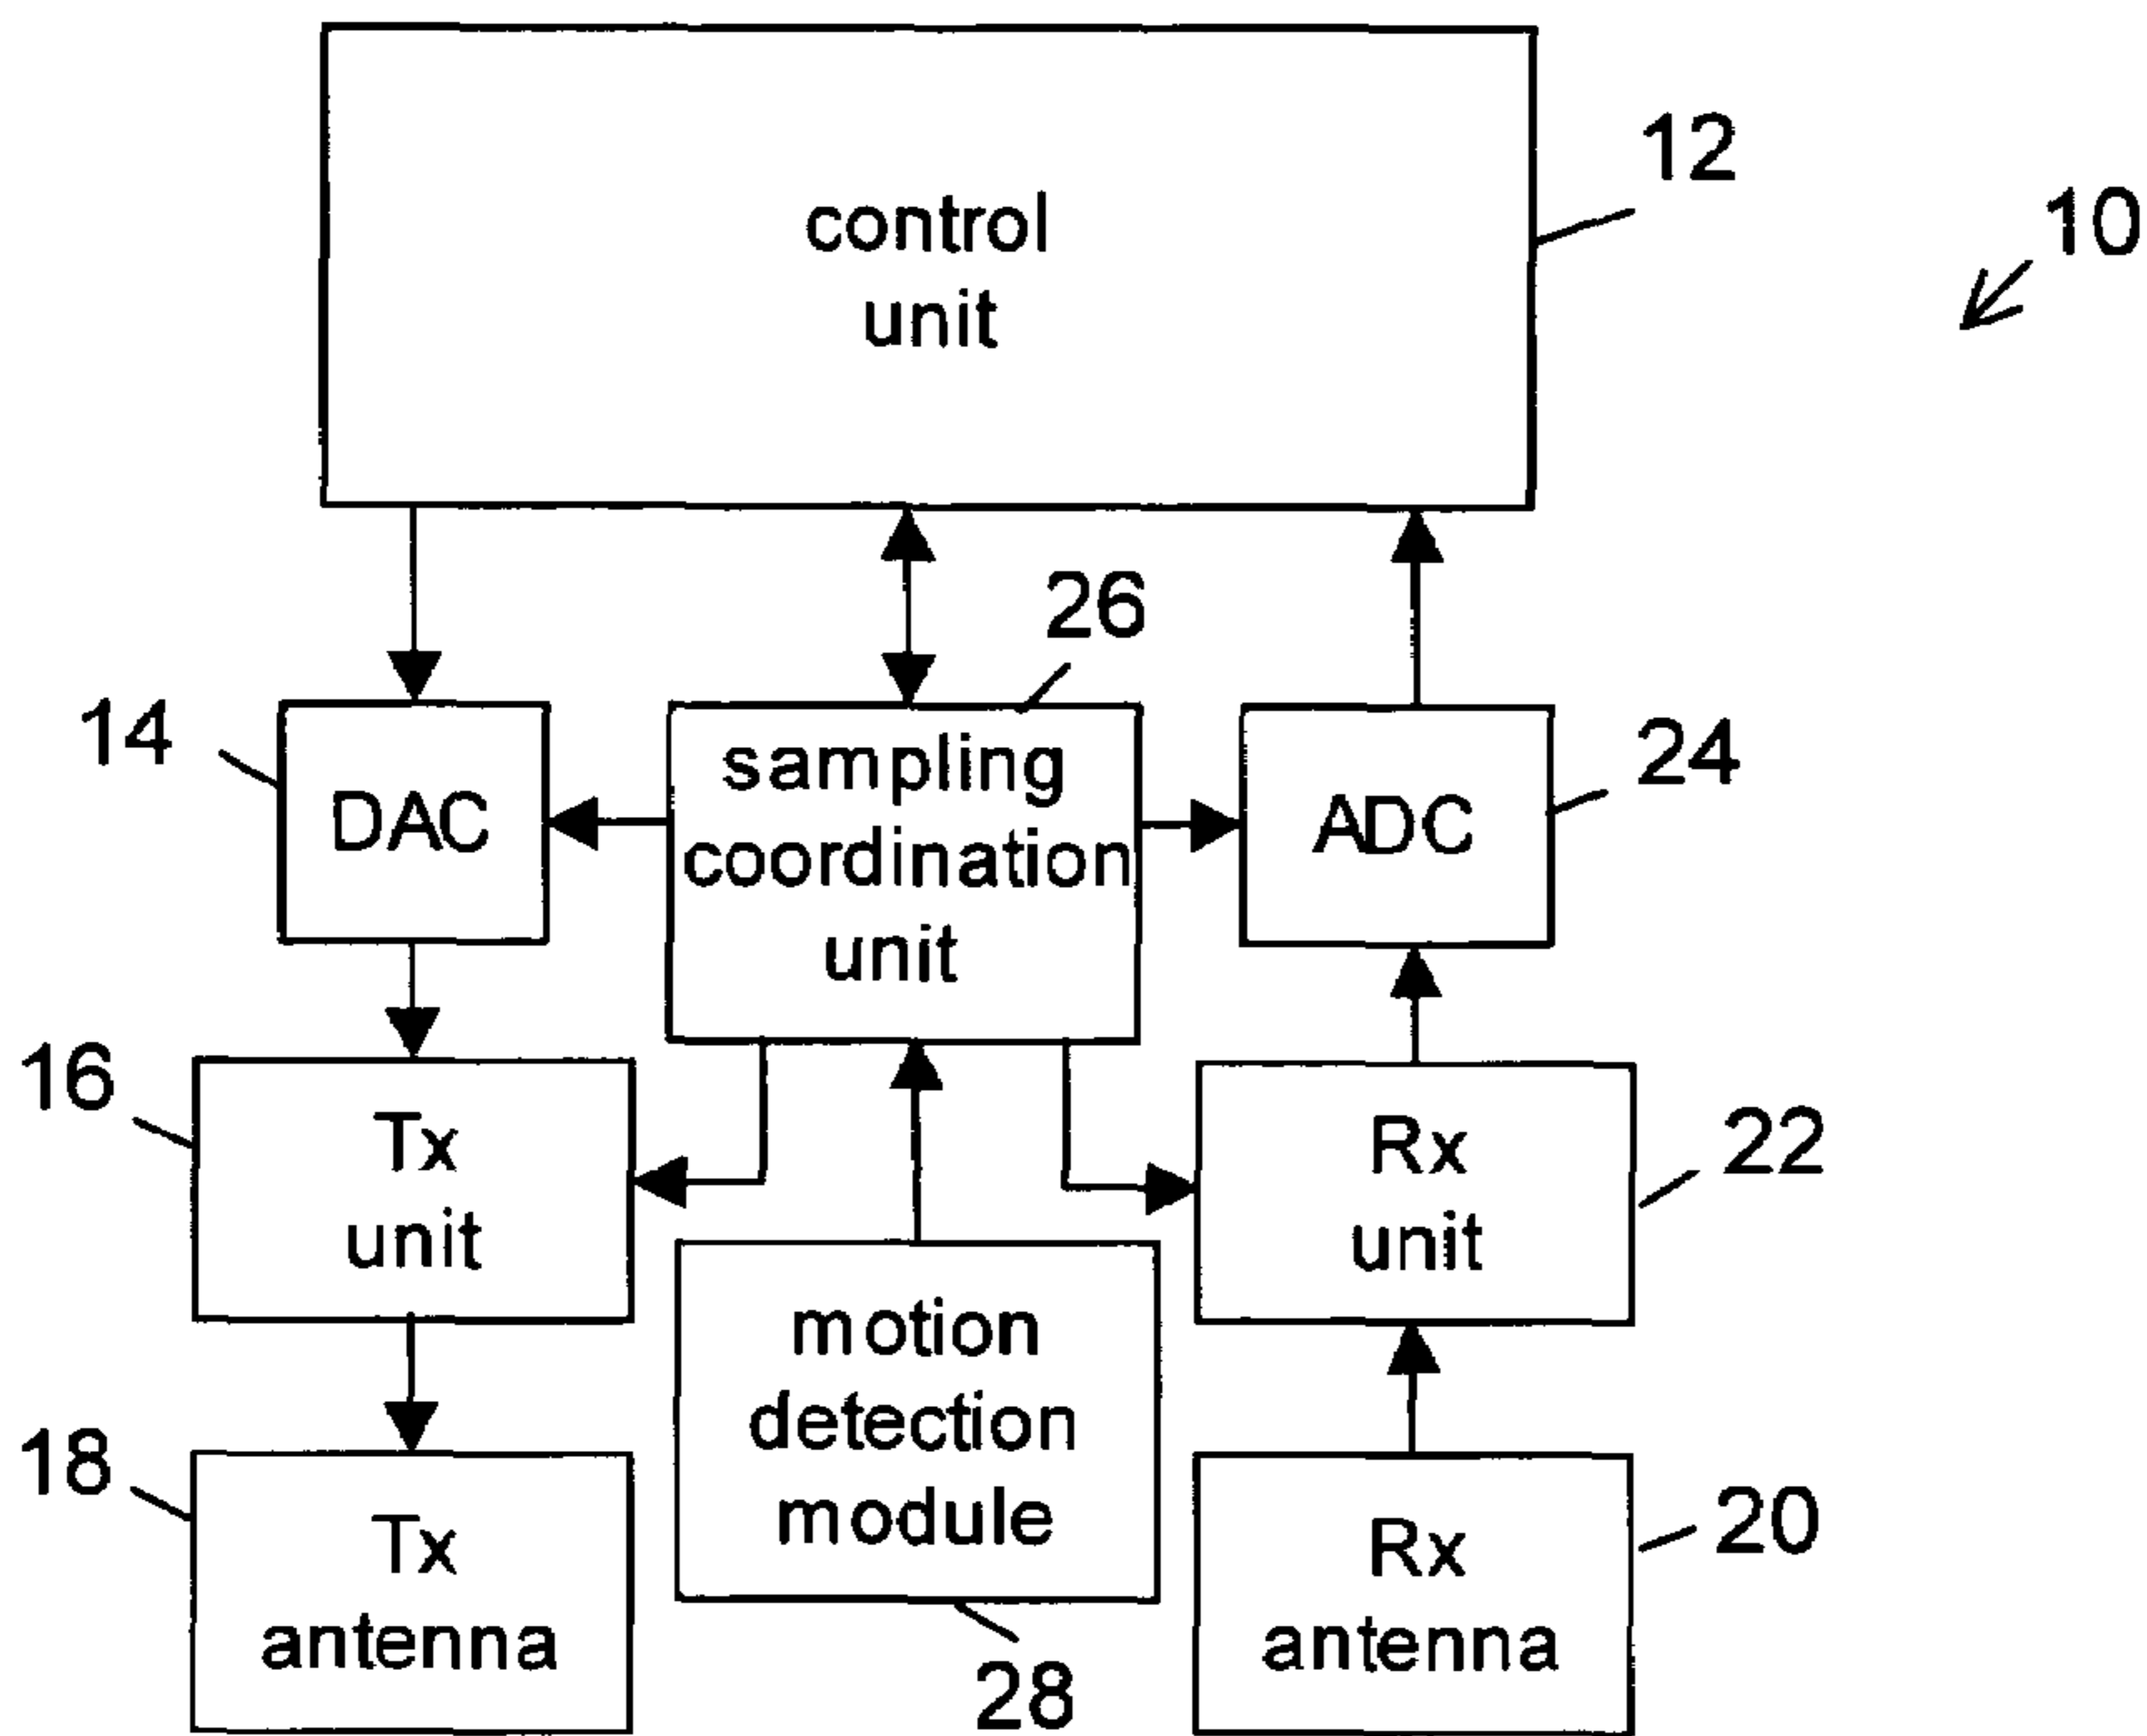 control
unit
12
10
26
14
DAC
sampling
coordination
unit
ADC
24
16
Tx
unit
Rx
unit
22
motion
detection
module
18
Tx
antenna
Rx
antenna
20
28